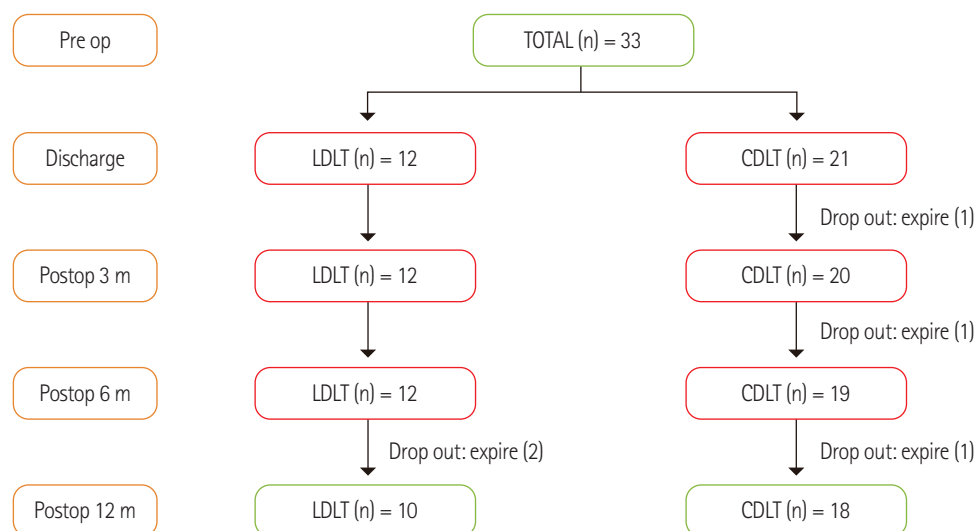 Pre op
TOTAL (n) = 33
Discharge
LDLT (n) = 12
CDLT (n) = 21
Drop out: expire (1)
Postop 3 m
LDLT (n) = 12
CDLT (n) = 20
Drop out: expire (1)
Postop 6 m
LDLT (n) = 12
CDLT (n) = 19
Drop out: expire (2)
Drop out: expire (1)
Postop 12 m
LDLT (n) = 10
CDLT (n) = 18